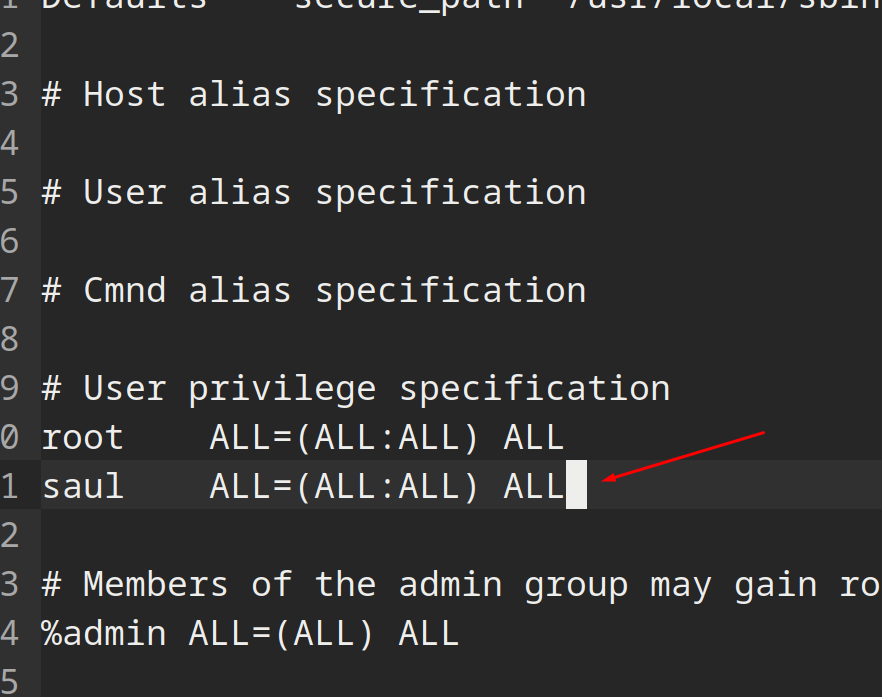 1 Defaults    secure_path="/usr/local/sbin
2
3 # Host alias specification
4
5 # User alias specification
6
7 # Cmnd alias specification
8
9 # User privilege specification
0 root    ALL=(ALL:ALL) ALL
1 saul    ALL=(ALL:ALL) ALL
2
3 # Members of the admin group may gain ro
4 %admin ALL=(ALL) ALL
5